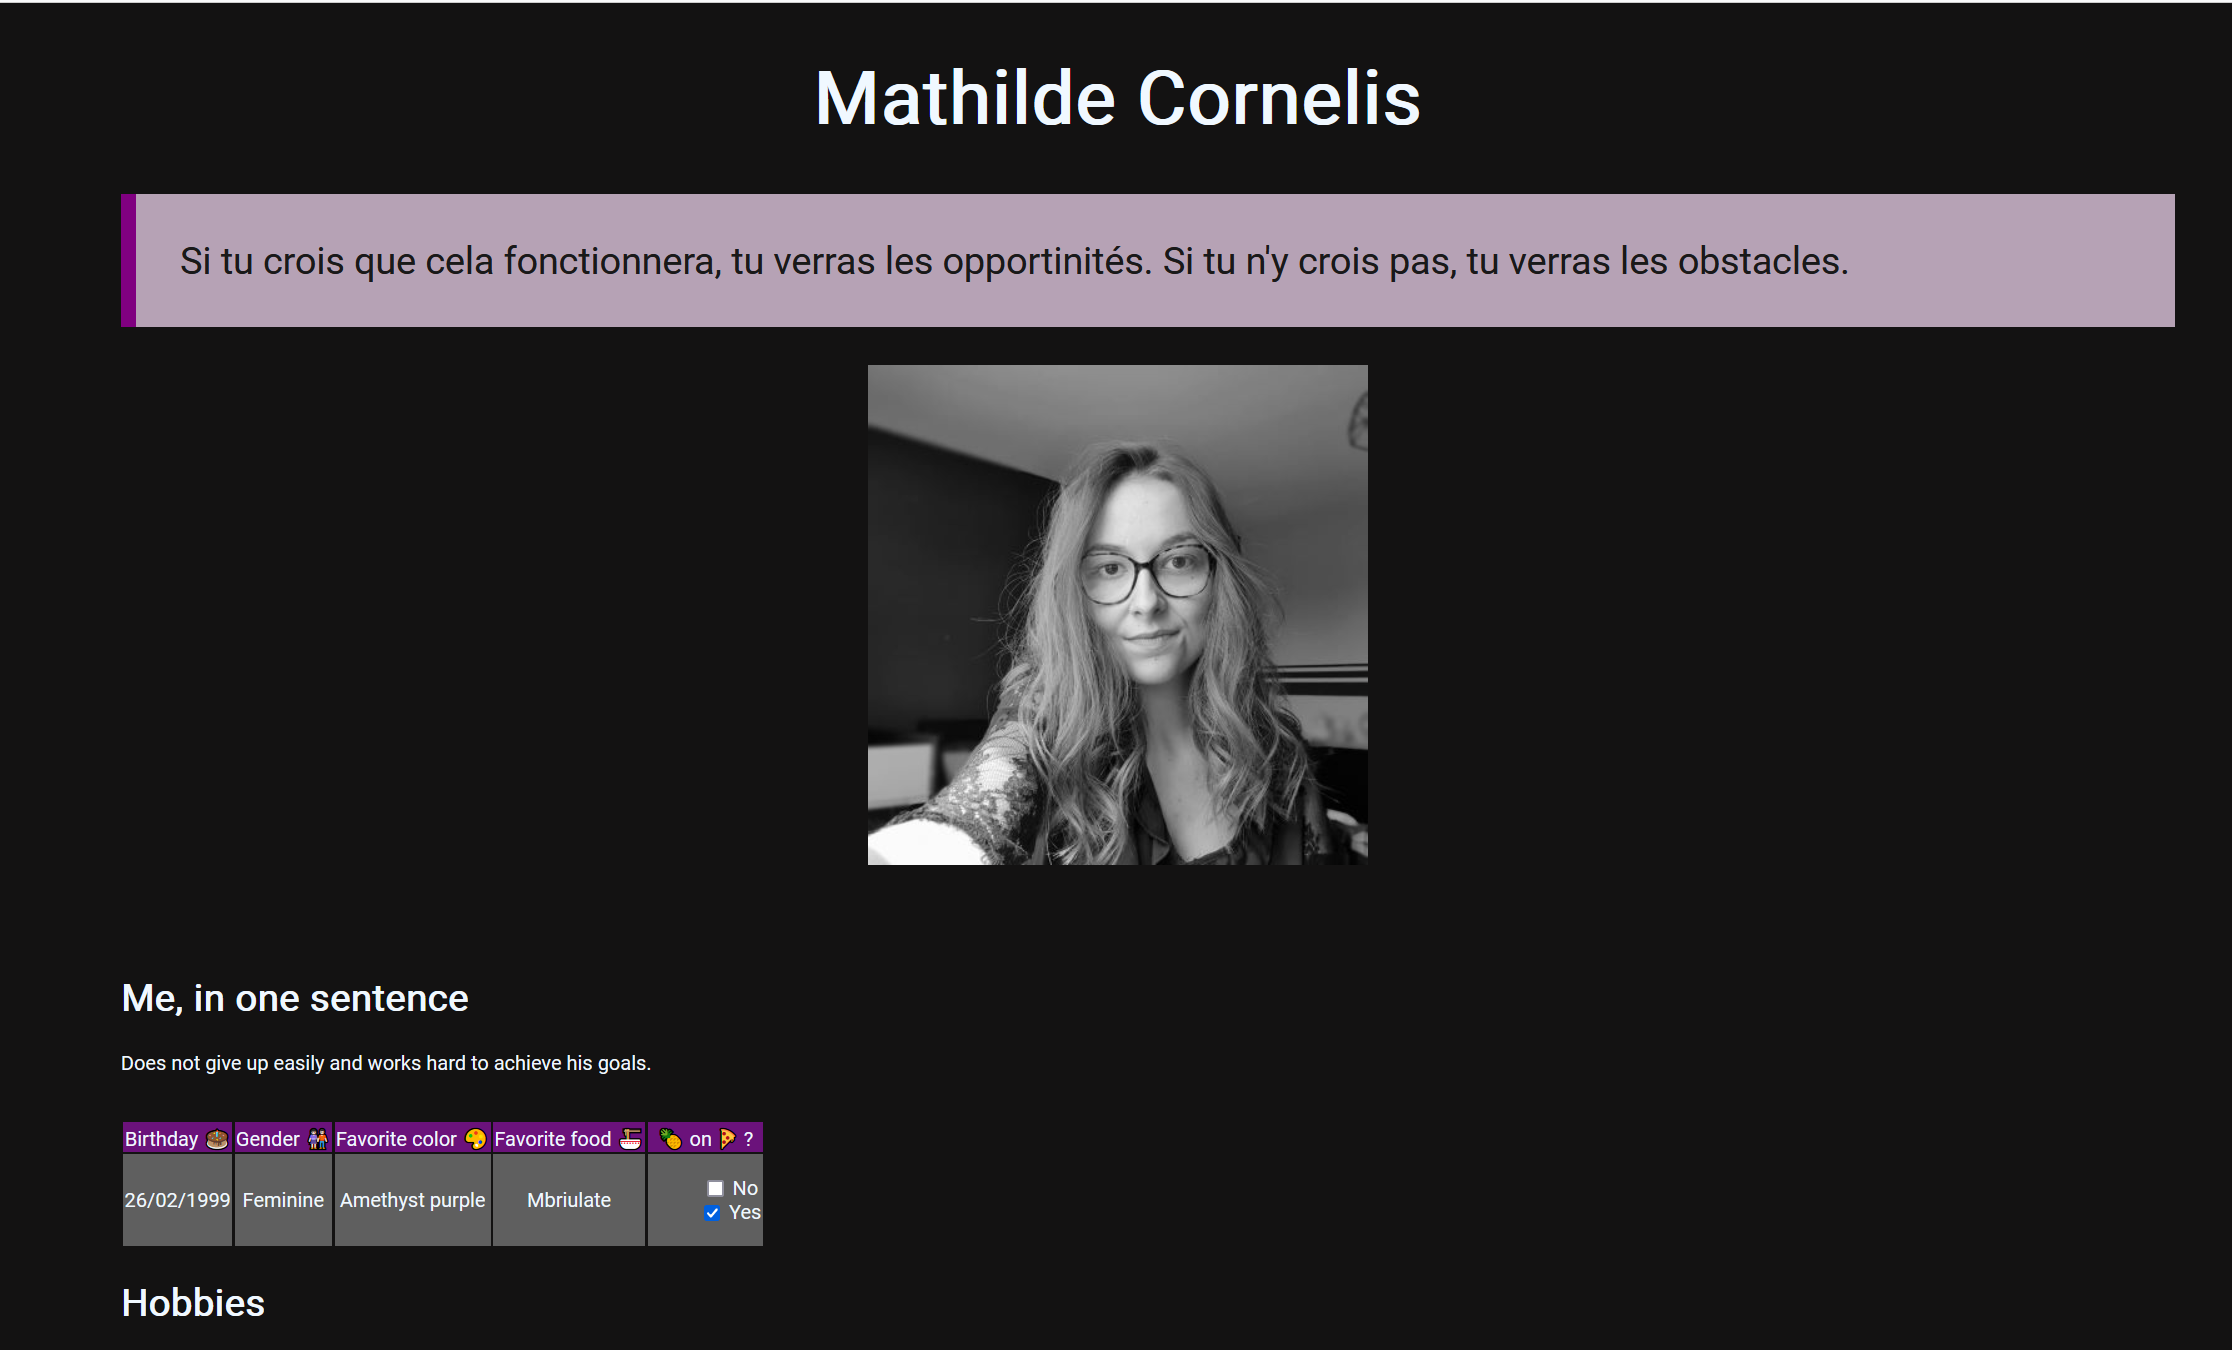 Mathilde Cornelis
Si tu crois que cela fonctionnera, tu verras les opportinités. Si tu n'y crois pas, tu verras les obstacles.
Me, in one sentence
Does not give up easily and works hard to achieve his goals.
Birthday 🎂 Gender 👫 Favorite color 🎨 Favorite food 🍜 🍍 on 🍕 ?
26/02/1999 Feminine Amethyst purple Mbriulate No
Yes
Hobbies